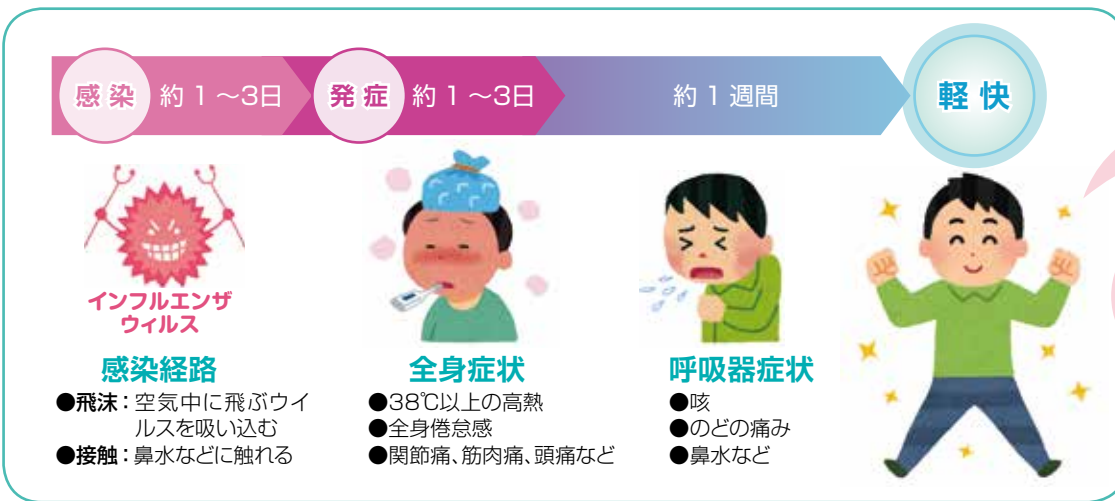 感染 約1～3日 発症 約1～3日 約1週間 軽快
インフルエンザ
ウィルス
感染経路
●飛沫：空気中に飛ぶウイ
ルスを吸い込む
●接触：鼻水などに触れる
全身症状
●38℃以上の高熱
●全身倦怠感
●関節痛、筋肉痛、頭痛など
呼吸器症状
●咳
●のどの痛み
●鼻水など